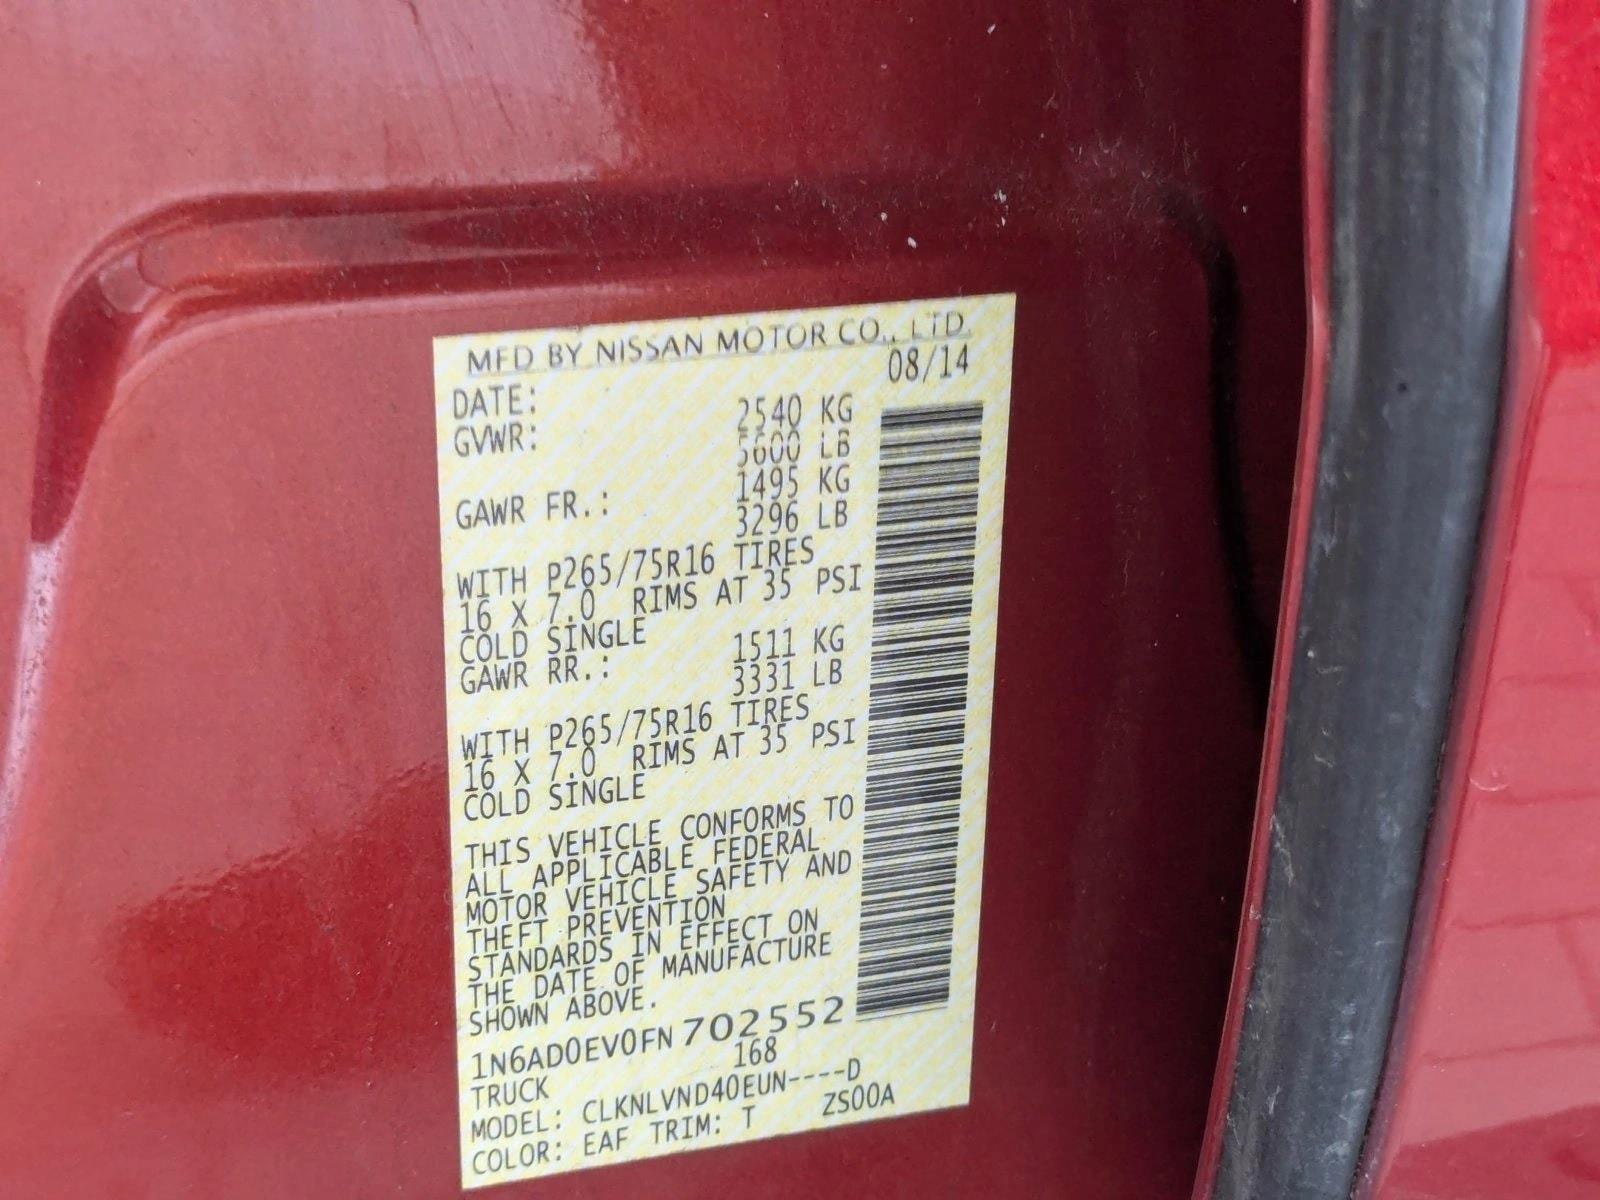 MFD BY NISSAN MOTOR CO., LTD.
DATE: 08/14
GVWR: 2540 KG
5600 LB
GAWR FR.: 1495 KG
3296 LB
WITH P265/75R16 TIRES
16 X 7.0 RIMS AT 35 PSI
COLD SINGLE
GAWR RR.: 1511 KG
3331 LB
WITH P265/75R16 TIRES
16 X 7.0 RIMS AT 35 PSI
COLD SINGLE
THIS VEHICLE CONFORMS TO
ALL APPLICABLE FEDERAL
MOTOR VEHICLE SAFETY AND
THEFT PREVENTION
STANDARDS IN EFFECT ON
THE DATE OF MANUFACTURE
SHOWN ABOVE.
1N6AD0EV0FN702552
TRUCK 168
MODEL: CLKNLVND40EUN----D
COLOR: EAF TRIM: T ZS00A